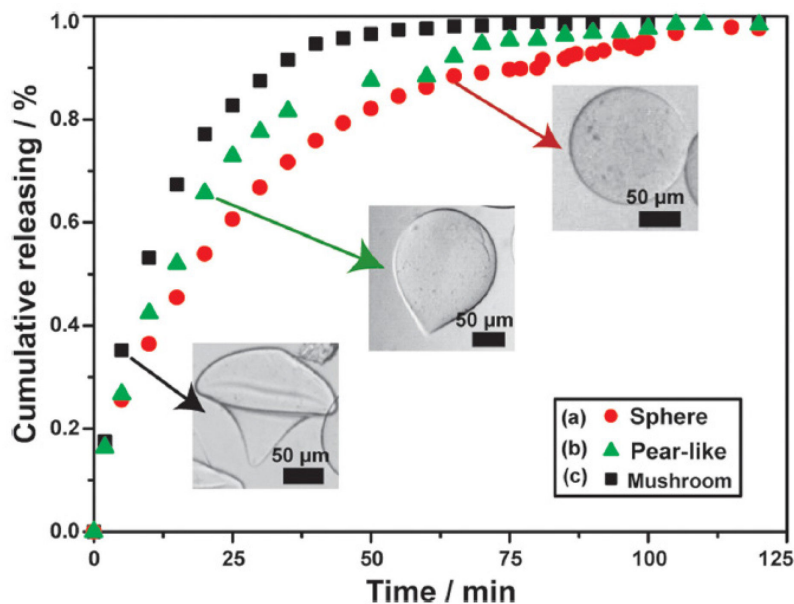 Cumulative releasing / %
1.0
0.8
0.6
0.4
0.2
0.0
50 µm
50 µm
50 µm
(a) Sphere
(b) Pear-like
(c) Mushroom
0 25 50 75 100 125
Time / min